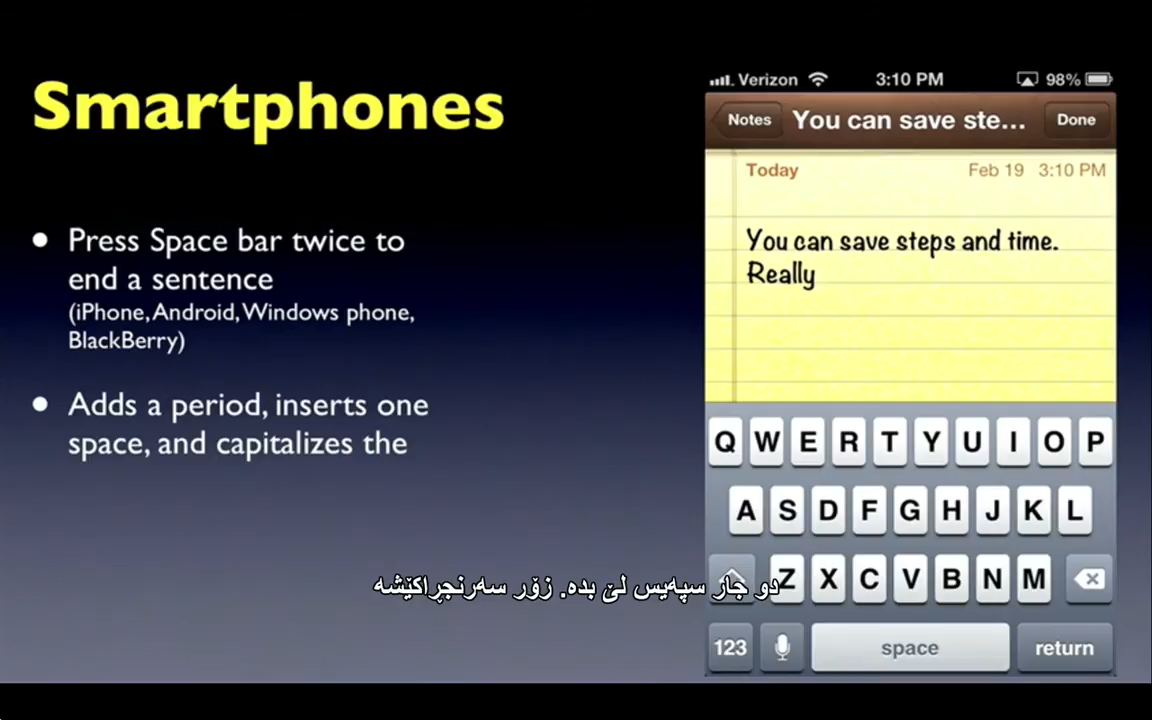 Smartphones
• Press Space bar twice to
end a sentence
(iPhone, Android, Windows phone,
BlackBerry)
• Adds a period, inserts one
space, and capitalizes the
Verizon 3:10 PM 98%
Notes You can save ste... Done
Today Feb 19 3:10 PM
You can save steps and time.
Really
Q W E R T Y U I O P
A S D F G H J K L
Z X C V B N M
123 space return
دو جار سپەیس لێ بدە. زۆر سەرنجڕاکێشە